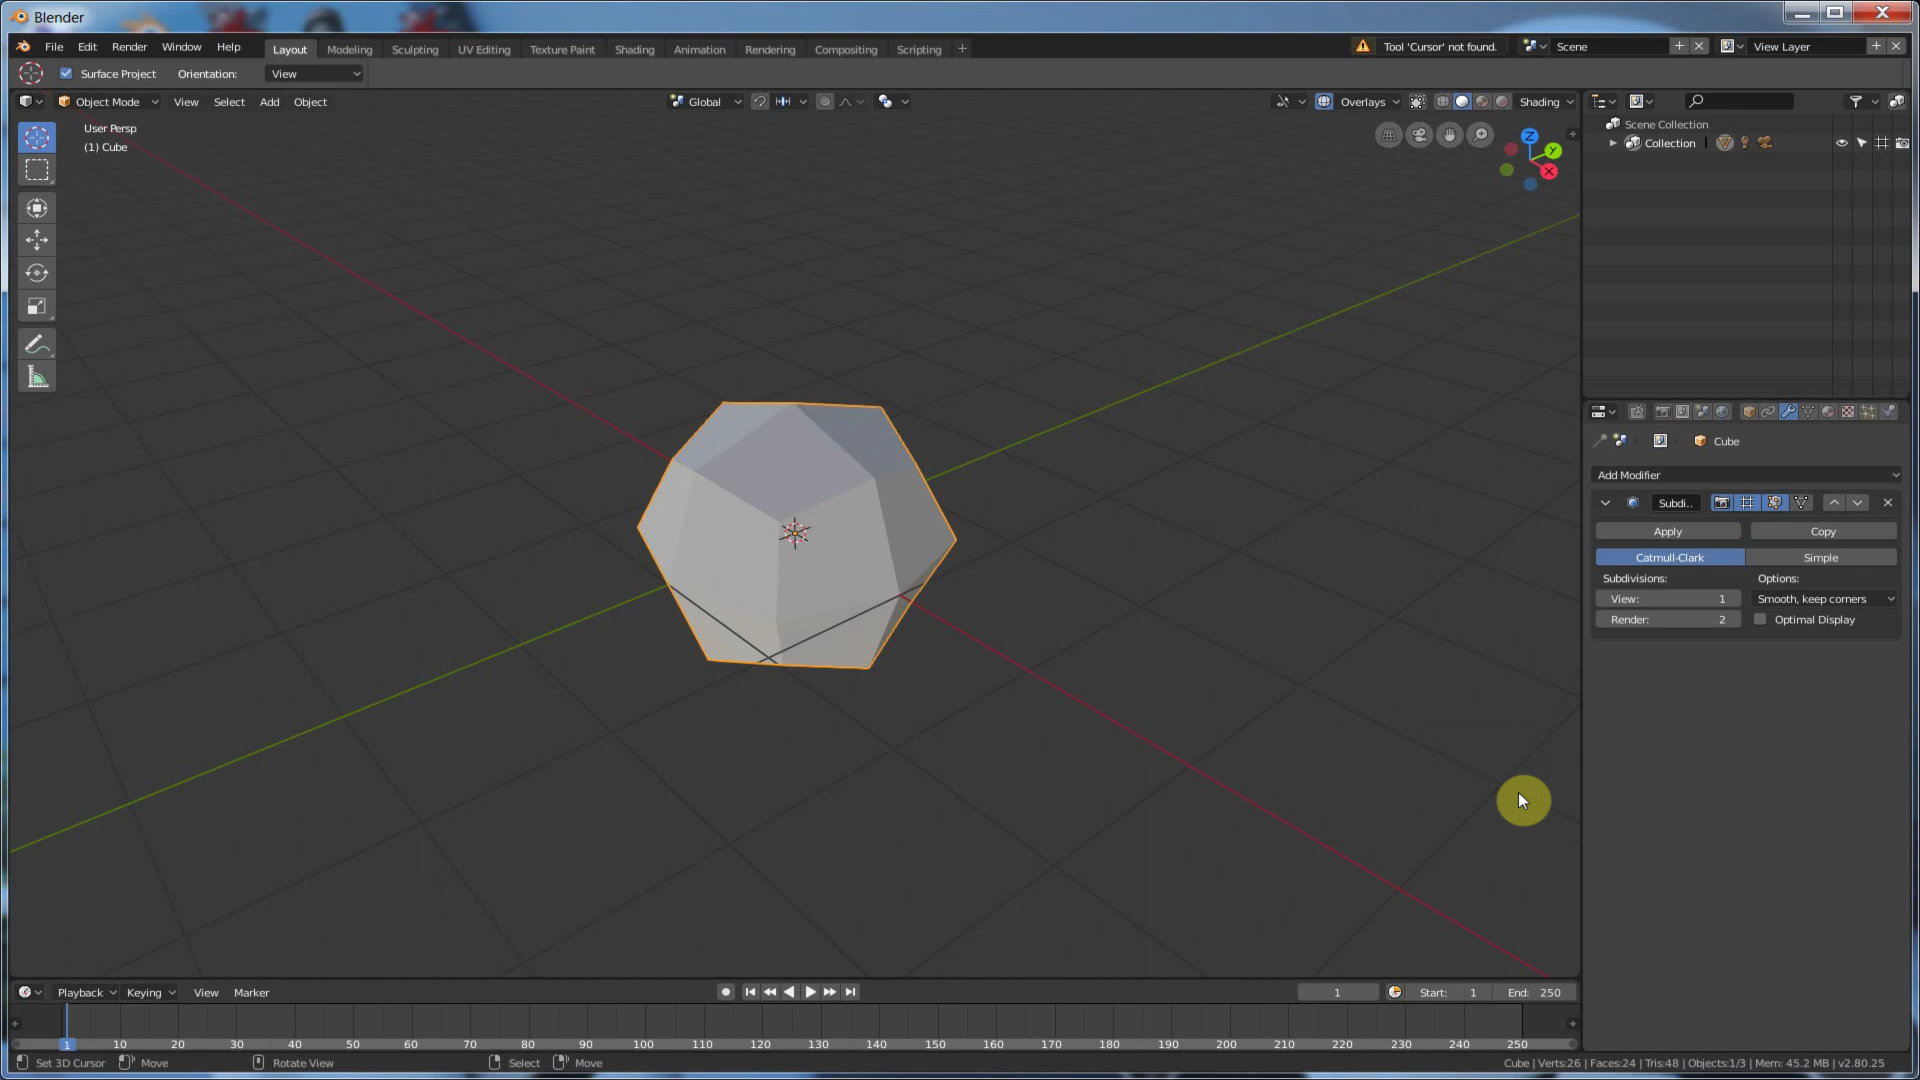 Blender
File Edit Render Window Help Layout Modeling Sculpting UV Editing Texture Paint Shading Animation Rendering Compositing Scripting + Tool 'Cursor' not found. Scene View Layer
Surface Project Orientation: View
Object Mode View Select Add Object Global Overlays Shading
User Persp
(1) Cube
Z
Y
X
Scene Collection
Collection
Cube
Add Modifier
Subdi..
Apply Copy
Catmull-Clark Simple
Subdivisions: Options:
View: 1 Smooth, keep corners
Render: 2 Optimal Display
Playback Keying View Marker 1 Start: 1 End: 250
1 10 20 30 40 50 60 70 80 90 100 110 120 130 140 150 160 170 180 190 200 210 220 230 240 250
Set 3D Cursor Move Rotate View Select Move Cube | Verts:26 | Faces:24 | Tris:48 | Objects:1/3 | Mem: 45.2 MB | v2.80.25